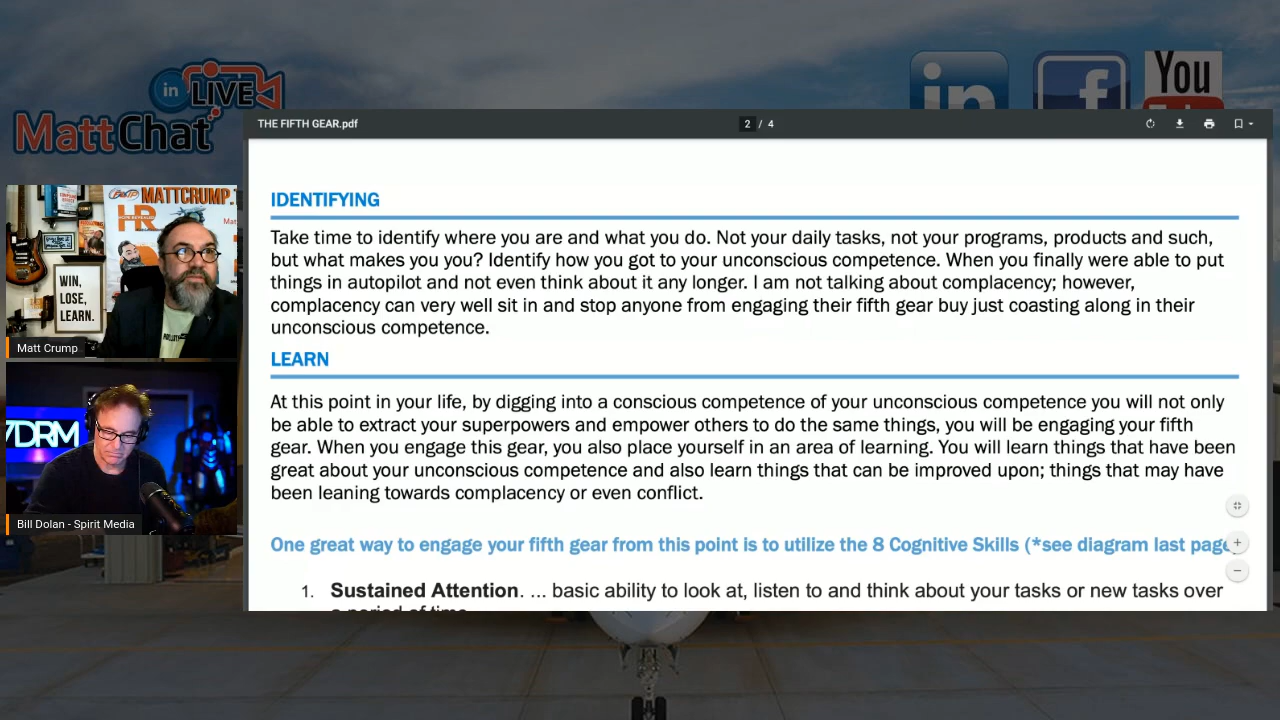 in LIVE
MattChat
in
f
You
THE FIFTH GEAR.pdf
2 / 4
MATTCRUMP.
HR
WIN,
LOSE,
LEARN.
Matt Crump
7DRM
Bill Dolan - Spirit Media
IDENTIFYING
Take time to identify where you are and what you do. Not your daily tasks, not your programs, products and such,
but what makes you you? Identify how you got to your unconscious competence. When you finally were able to put
things in autopilot and not even think about it any longer. I am not talking about complacency; however,
complacency can very well sit in and stop anyone from engaging their fifth gear buy just coasting along in their
unconscious competence.
LEARN
At this point in your life, by digging into a conscious competence of your unconscious competence you will not only
be able to extract your superpowers and empower others to do the same things, you will be engaging your fifth
gear. When you engage this gear, you also place yourself in an area of learning. You will learn things that have been
great about your unconscious competence and also learn things that can be improved upon; things that may have
been leaning towards complacency or even conflict.
One great way to engage your fifth gear from this point is to utilize the 8 Cognitive Skills (*see diagram last page
1. Sustained Attention. ... basic ability to look at, listen to and think about your tasks or new tasks over
a period of time.